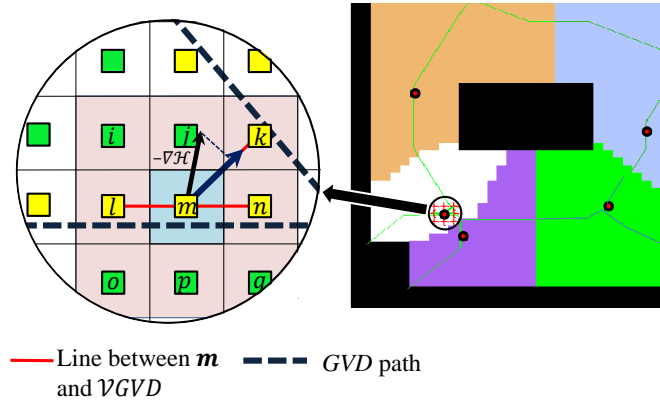 i j k
−∇ℋ
l m n
o p q
Line between m and 𝒱GVD
GVD path